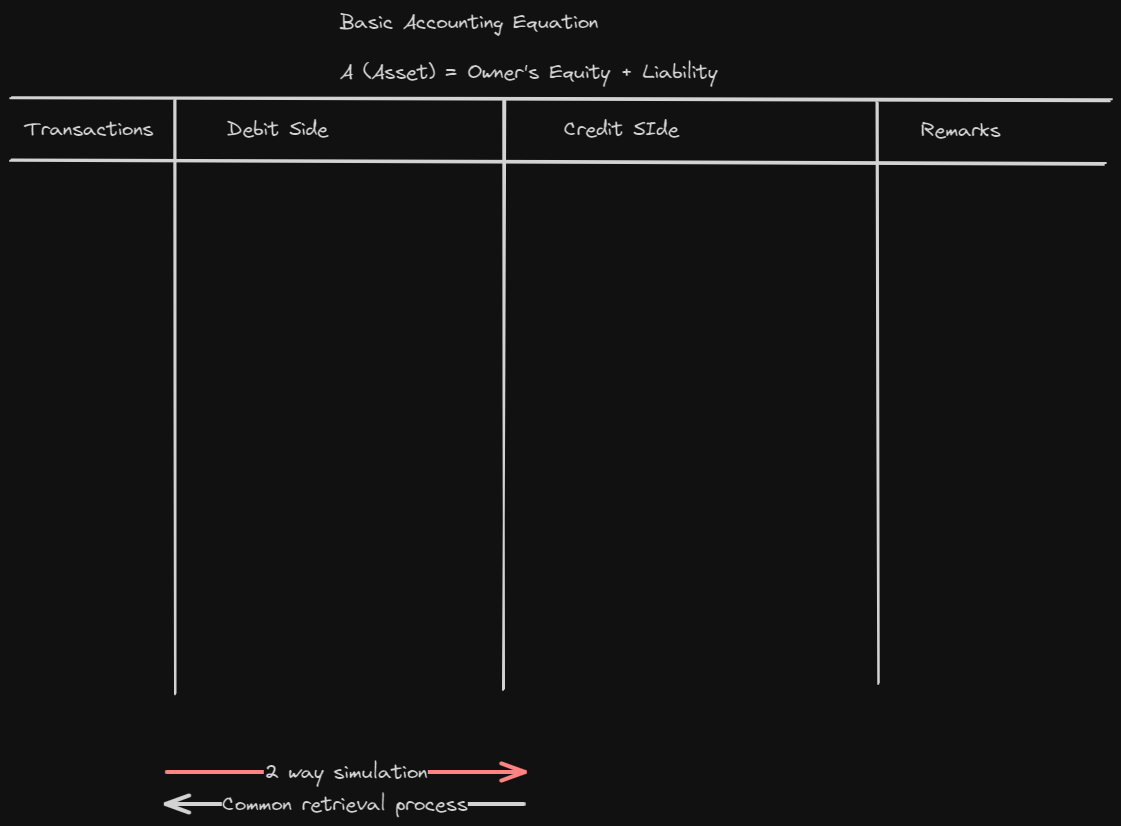 Basic Accounting Equation
A (Asset) = Owner's Equity + Liability
Transactions Debit Side Credit SIde Remarks
2 way simulation
Common retrieval process